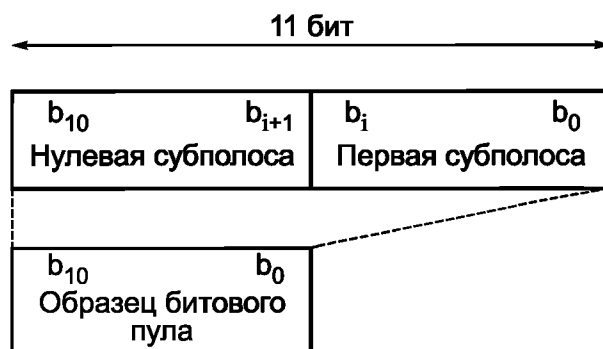 11 бит
b₁₀ bᵢ₊₁ bᵢ b₀
Нулевая субполоса Первая субполоса
b₁₀ b₀
Образец битового
пула